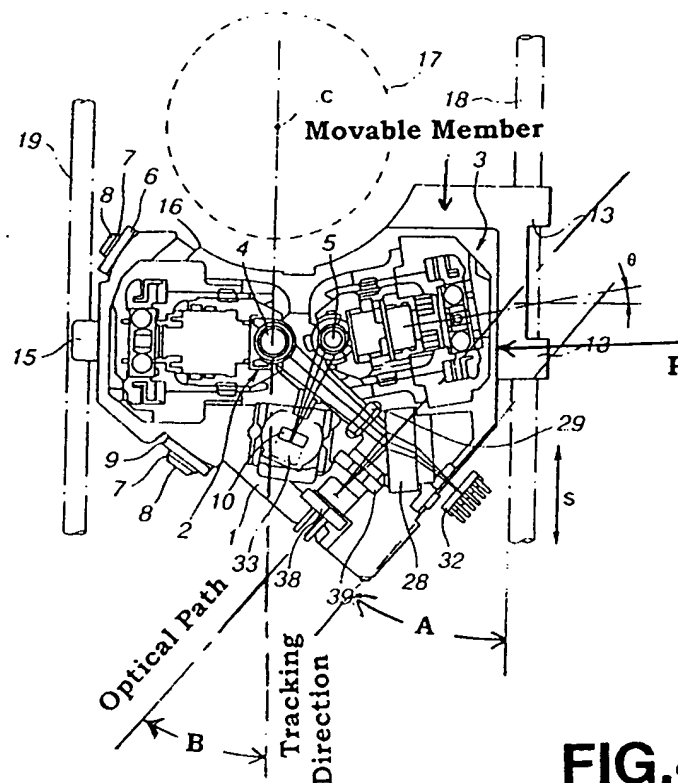 17
C
18
Movable Member
19
7
6
8
16
4
5
3
13
θ
15
13
F
29
9
7
8
10
2
1
33
38
39
28
32
S
A
Optical Path
Tracking
Direction
B
FIG.